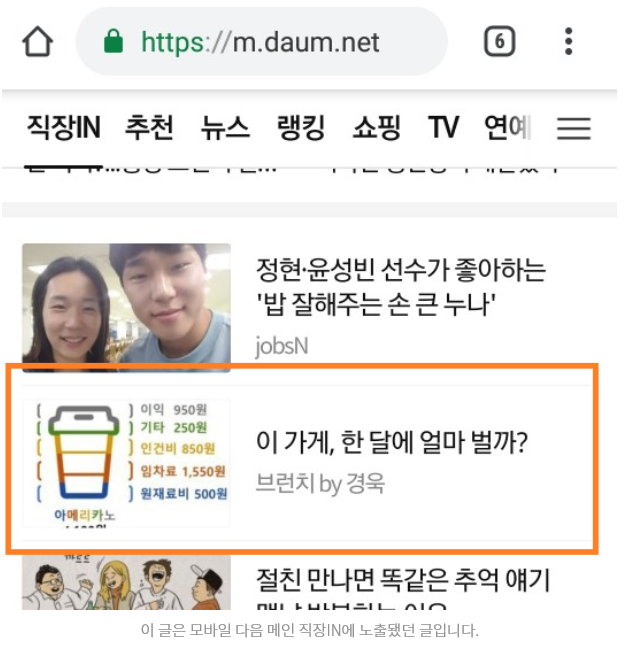 https://m.daum.net
6
직장IN 추천 뉴스 랭킹 쇼핑 TV 연예
정현·윤성빈 선수가 좋아하는
'밥 잘해주는 손 큰 누나'
jobsN
이익 950원
기타 250원
인건비 850원
임차료 1,550원
원재료비 500원
아메리카노
이 가게, 한 달에 얼마 벌까?
브런치 by 경욱
절친 만나면 똑같은 추억 얘기
이 글은 모바일 다음 메인 직장IN에 노출됐던 글입니다.